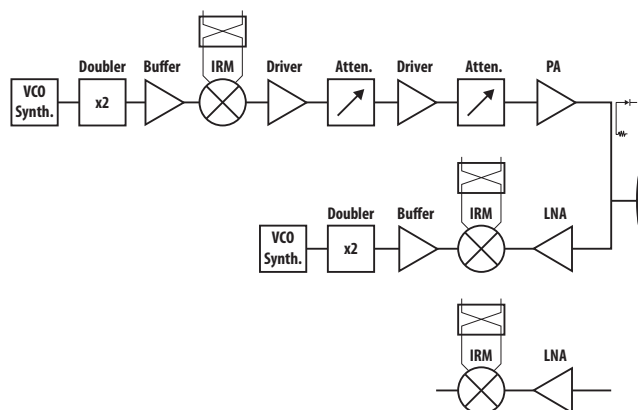 Doubler Buffer IRM Driver Atten. Driver Atten. PA
VCO
Synth.
x2
Doubler Buffer IRM LNA
VCO
Synth.
x2
IRM LNA